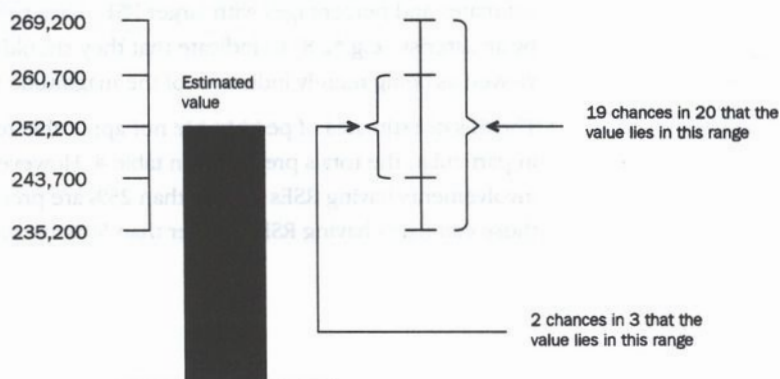 269,200
260,700
Estimated
value
252,200
243,700
235,200
19 chances in 20 that the
value lies in this range
2 chances in 3 that the
value lies in this range